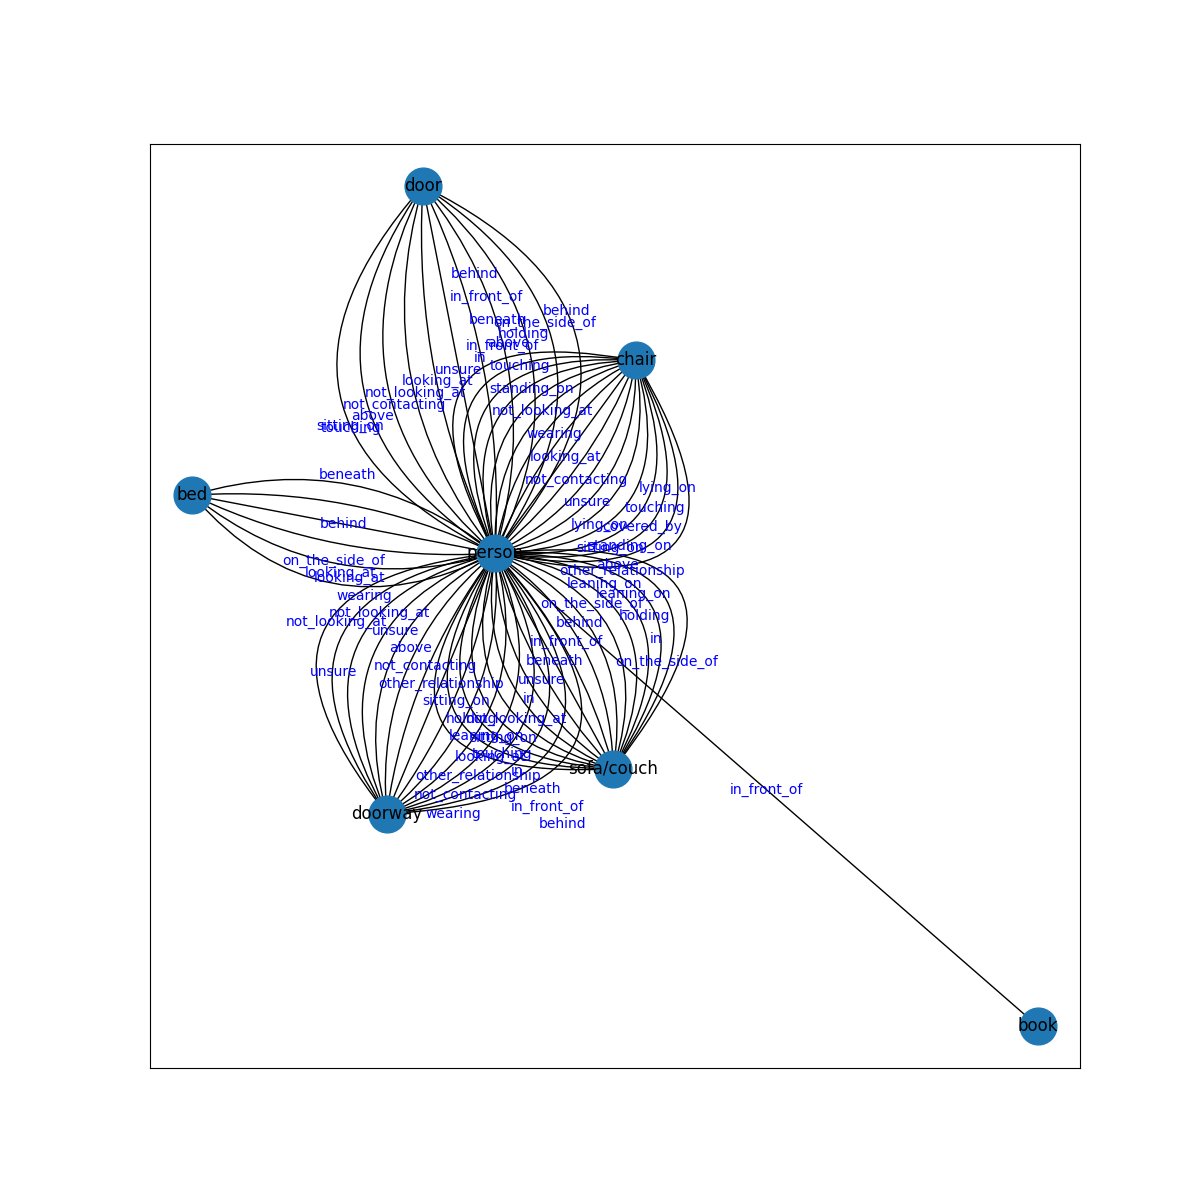 door
behind
in_front_of
behind
beneath
on_the_side_of
holding
above
in_front_of
in
chair
touching
unsure
looking_at
standing_on
not_looking_at
not_contacting
not_looking_at
above
sitting_on
touching
wearing
looking_at
beneath
not_contacting
lying_on
bed
unsure
touching
behind
lying_on
covered_by
sitting_on
standing_on
person
on_the_side_of
above
looking_at
other_relationship
looking_at
leaning_on
wearing
leaning_on
on_the_side_of
not_looking_at
holding
not_looking_at
behind
unsure
in_front_of
in
above
beneath
on_the_side_of
not_contacting
unsure
unsure
other_relationship
sitting_on
in
holding
not_looking_at
leaning_on
sitting_on
touching
looking_at
sofa/couch
in
other_relationship
beneath
in_front_of
not_contacting
in_front_of
doorway
wearing
behind
book